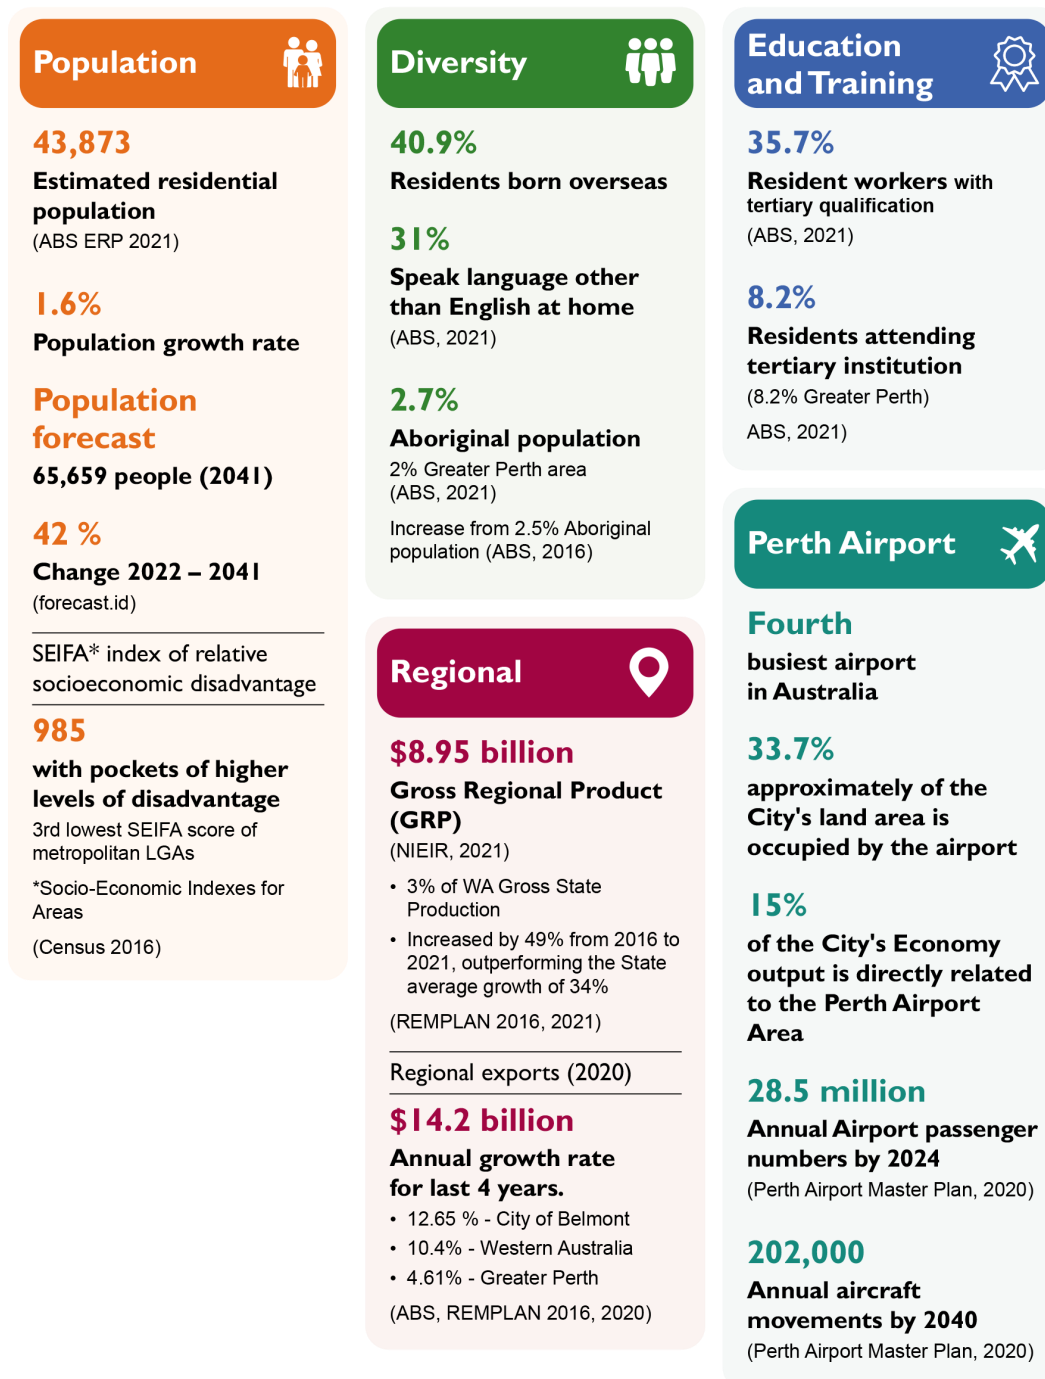 Population
43,873
Estimated residential
population
(ABS ERP 2021)
1.6%
Population growth rate
Population
forecast
65,659 people (2041)
42 %
Change 2022 – 2041
(forecast.id)
SEIFA* index of relative
socioeconomic disadvantage
985
with pockets of higher
levels of disadvantage
3rd lowest SEIFA score of
metropolitan LGAs
*Socio-Economic Indexes for
Areas
(Census 2016)
Diversity
40.9%
Residents born overseas
31%
Speak language other
than English at home
(ABS, 2021)
2.7%
Aboriginal population
2% Greater Perth area
(ABS, 2021)
Increase from 2.5% Aboriginal
population (ABS, 2016)
Regional
$8.95 billion
Gross Regional Product
(GRP)
(NIEIR, 2021)
• 3% of WA Gross State
Production
• Increased by 49% from 2016 to
2021, outperforming the State
average growth of 34%
(REMPLAN 2016, 2021)
Regional exports (2020)
$14.2 billion
Annual growth rate
for last 4 years.
• 12.65 % - City of Belmont
• 10.4% - Western Australia
• 4.61% - Greater Perth
(ABS, REMPLAN 2016, 2020)
Education
and Training
35.7%
Resident workers with
tertiary qualification
(ABS, 2021)
8.2%
Residents attending
tertiary institution
(8.2% Greater Perth)
ABS, 2021)
Perth Airport
Fourth
busiest airport
in Australia
33.7%
approximately of the
City's land area is
occupied by the airport
15%
of the City's Economy
output is directly related
to the Perth Airport
Area
28.5 million
Annual Airport passenger
numbers by 2024
(Perth Airport Master Plan, 2020)
202,000
Annual aircraft
movements by 2040
(Perth Airport Master Plan, 2020)